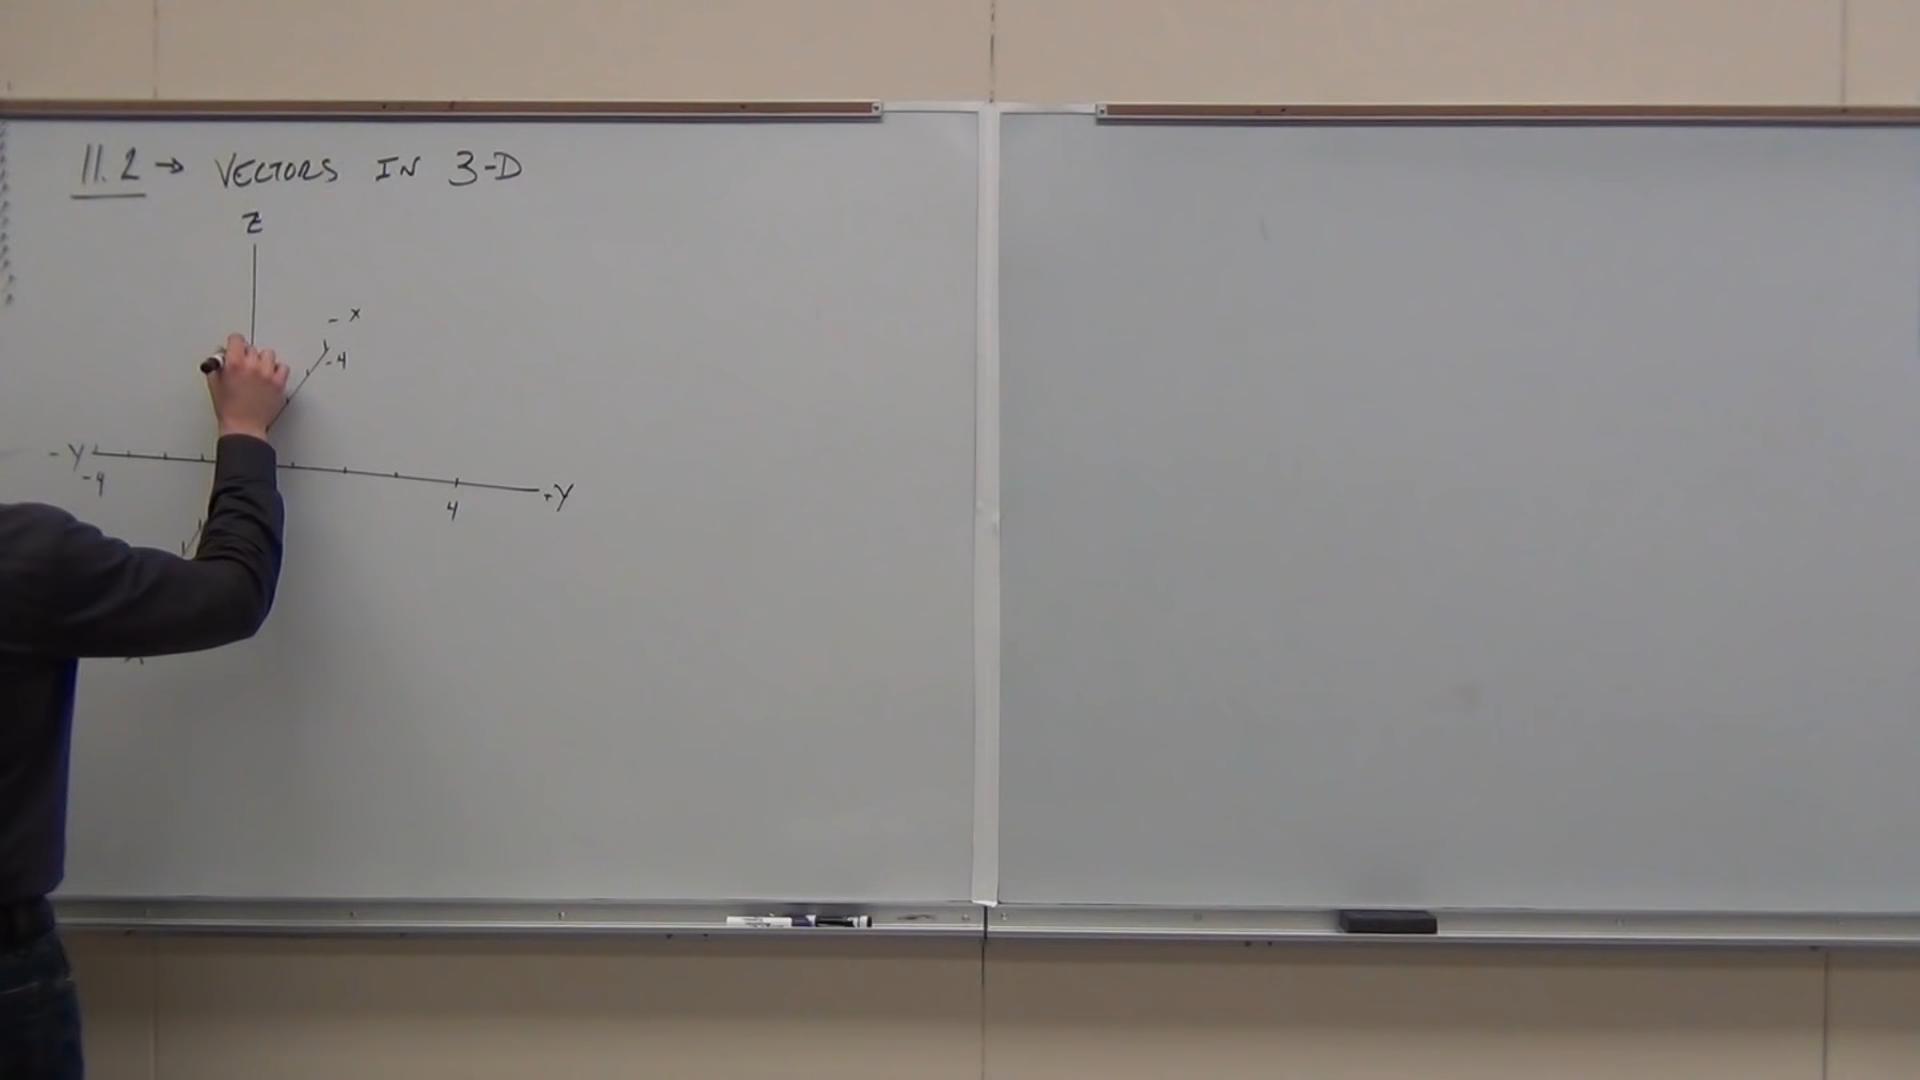 11.2 → VECTORS IN 3-D
Z
- X
-4
- Y
-4
+Y
4